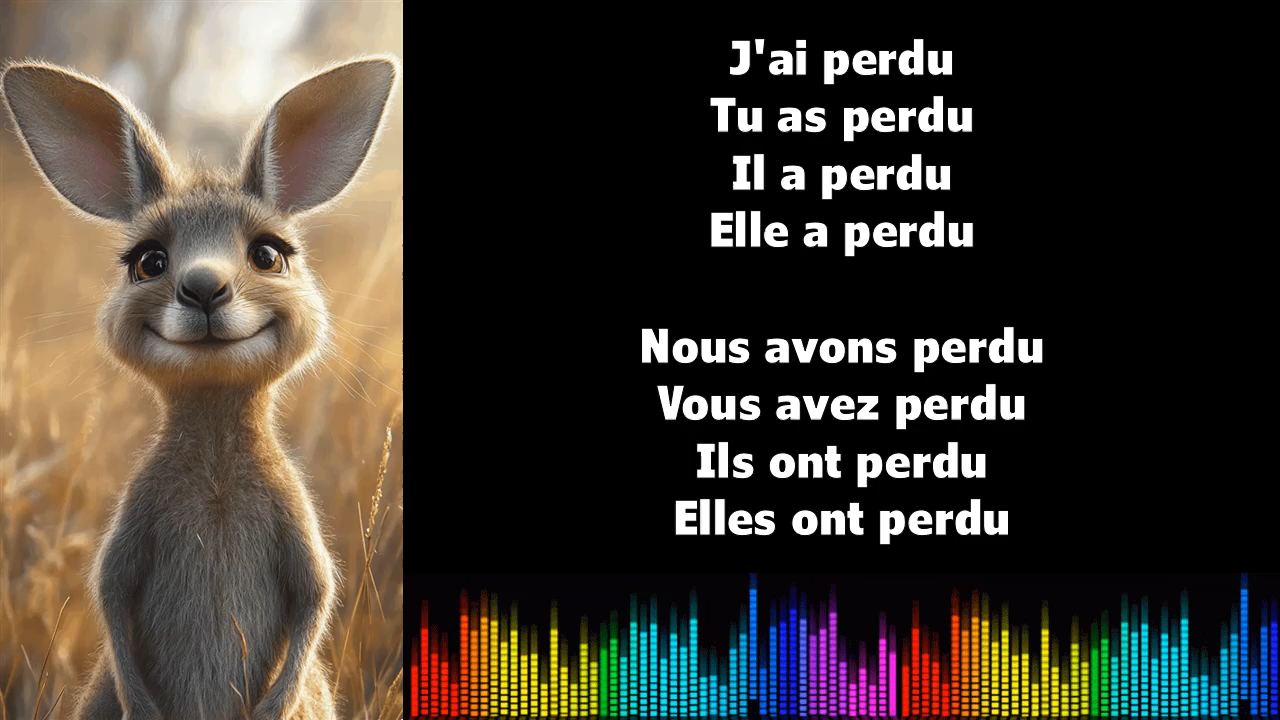 J'ai perdu
Tu as perdu
Il a perdu
Elle a perdu
Nous avons perdu
Vous avez perdu
Ils ont perdu
Elles ont perdu